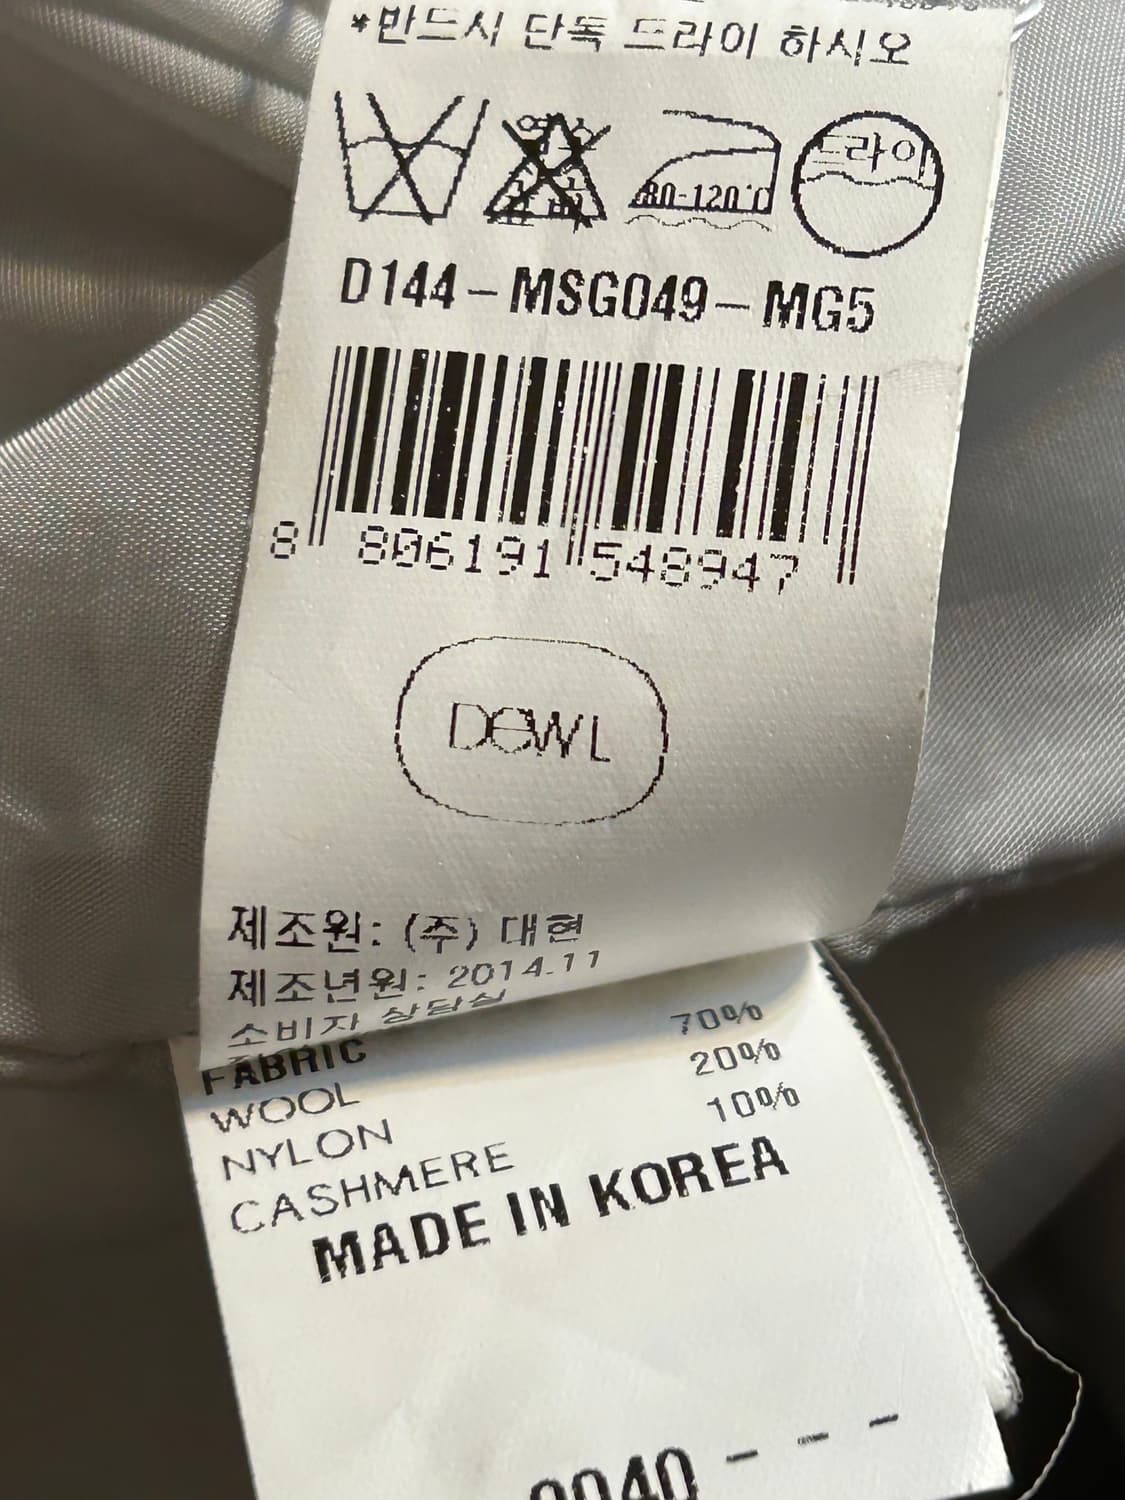 *반드시 단독 드라이 하시오
80-120℃
드라이
D144-MSG049-MG5
8 806191 548947
DEWL
제조원: (주) 대현
제조년원: 2014.11
소비자 상담실
FABRIC
WOOL 70%
NYLON 20%
CASHMERE 10%
MADE IN KOREA